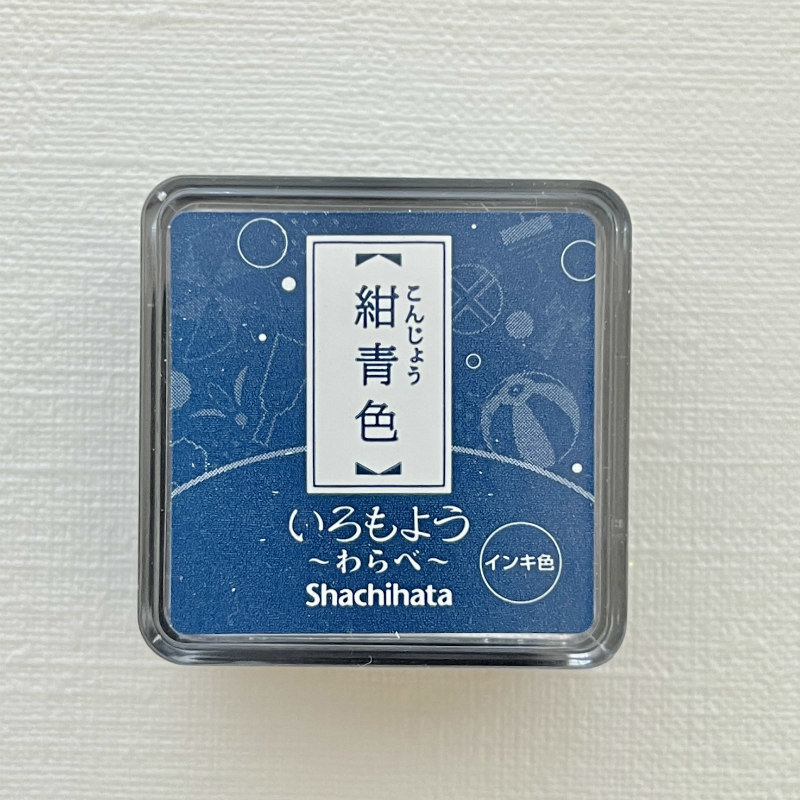 【紺青色】
こんじょう
いろもよう
～わらべ～
Shachihata
インキ色